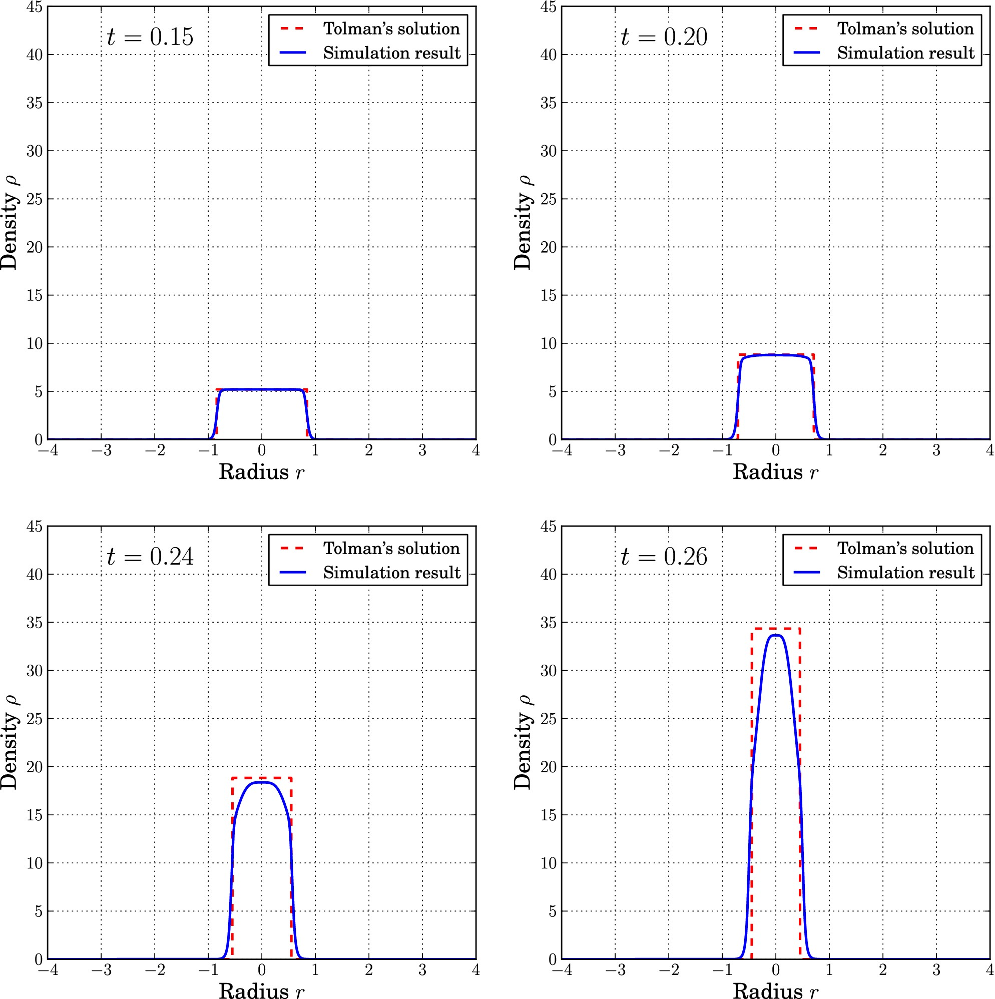 45
40
35
30
25
20
15
10
5
0
Density ρ
t = 0.15
Tolman's solution
Simulation result
−4 −3 −2 −1 0 1 2 3 4
Radius r
45
40
35
30
25
20
15
10
5
0
Density ρ
t = 0.20
Tolman's solution
Simulation result
−4 −3 −2 −1 0 1 2 3 4
Radius r
45
40
35
30
25
20
15
10
5
0
Density ρ
t = 0.24
Tolman's solution
Simulation result
−4 −3 −2 −1 0 1 2 3 4
Radius r
45
40
35
30
25
20
15
10
5
0
Density ρ
t = 0.26
Tolman's solution
Simulation result
−4 −3 −2 −1 0 1 2 3 4
Radius r